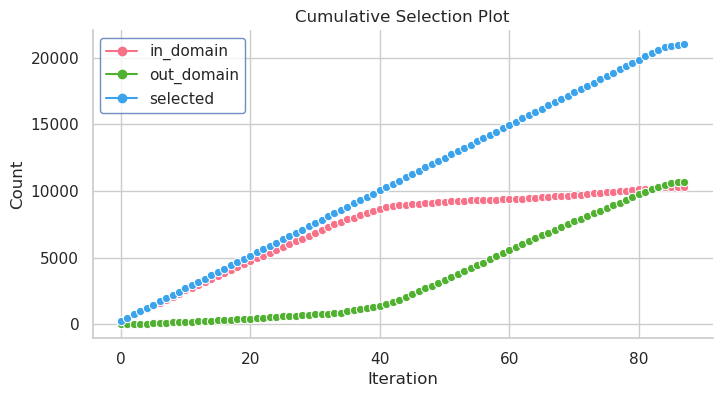 Cumulative Selection Plot
in_domain
out_domain
selected
20000
15000
10000
5000
0
Count
0 20 40 60 80
Iteration